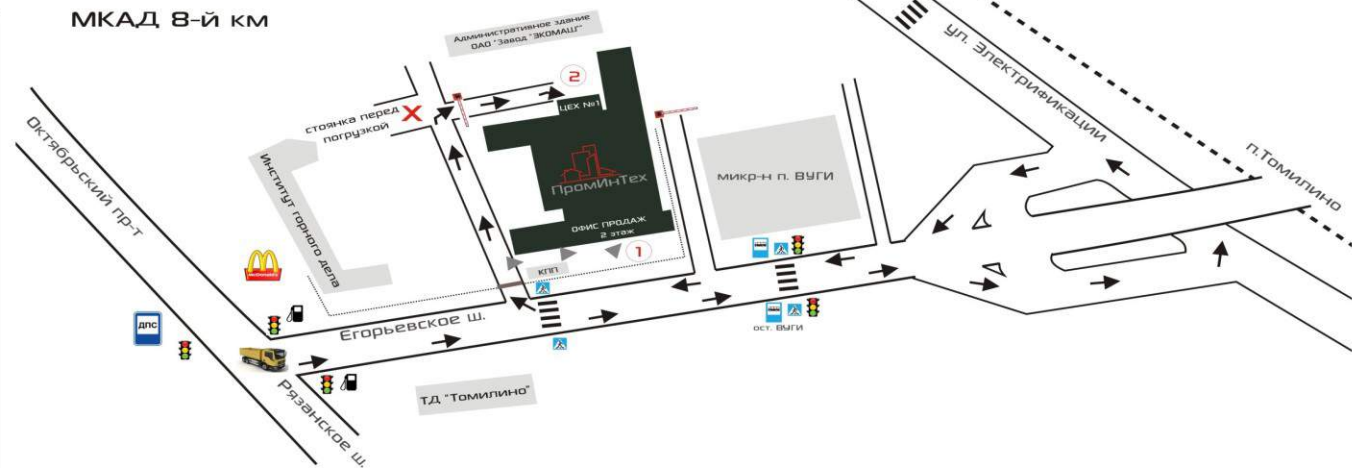 МКАД 8-й км
Административное здание
ОАО "Завод "ЭКОМАШ"
ул. Электрификации
Октябрьский пр-т
стоянка перед
погрузкой
X
2
ЦЕХ №1
п.Томилино
Институт горного дела
ПромИнТех
микр-н п. ВУГИ
ОФИС ПРОДАЖ
2 этаж
1
КПП
McDonald's
ДПС
Егорьевское ш.
ост. ВУГИ
Рязанское ш.
ТД "Томилино"